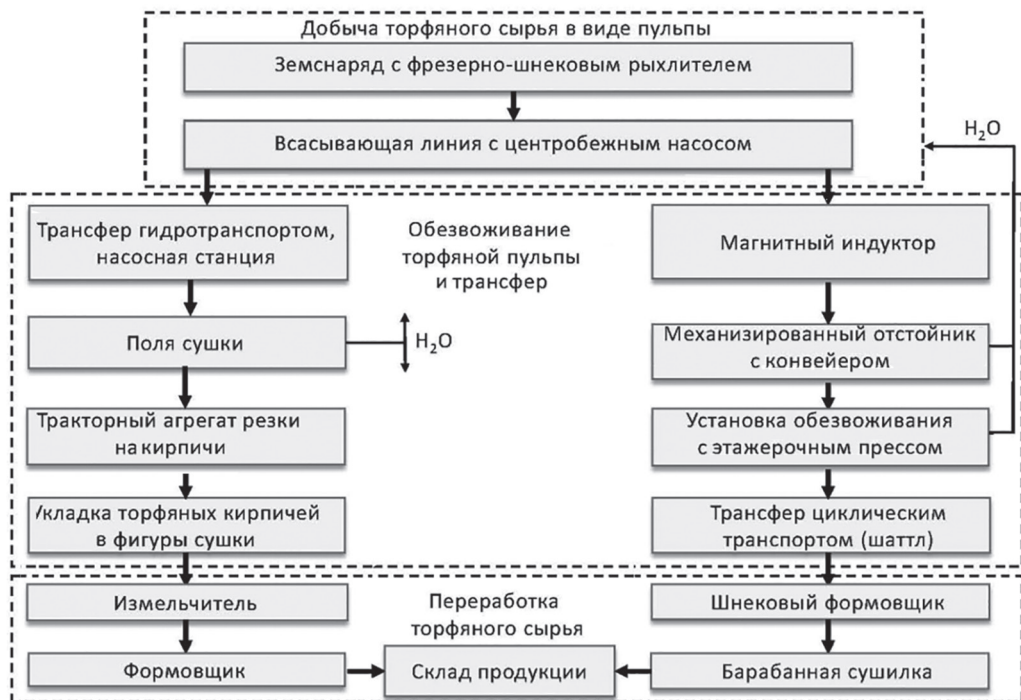 Добыча торфяного сырья в виде пульпы
Земснаряд с фрезерно-шнековым рыхлителем
Всасывающая линия с центробежным насосом
H₂O
Трансфер гидротранспортом,
насосная станция
Обезвоживание
торфяной пульпы
и трансфер
Магнитный индуктор
Поля сушки
H₂O
Механизированный отстойник
с конвейером
Тракторный агрегат резки
на кирпичи
Установка обезвоживания
с этажерочным прессом
Укладка торфяных кирпичей
в фигуры сушки
Трансфер циклическим
транспортом (шаттл)
Измельчитель
Переработка
торфяного сырья
Шнековый формовщик
Формовщик
Склад продукции
Барабанная сушилка